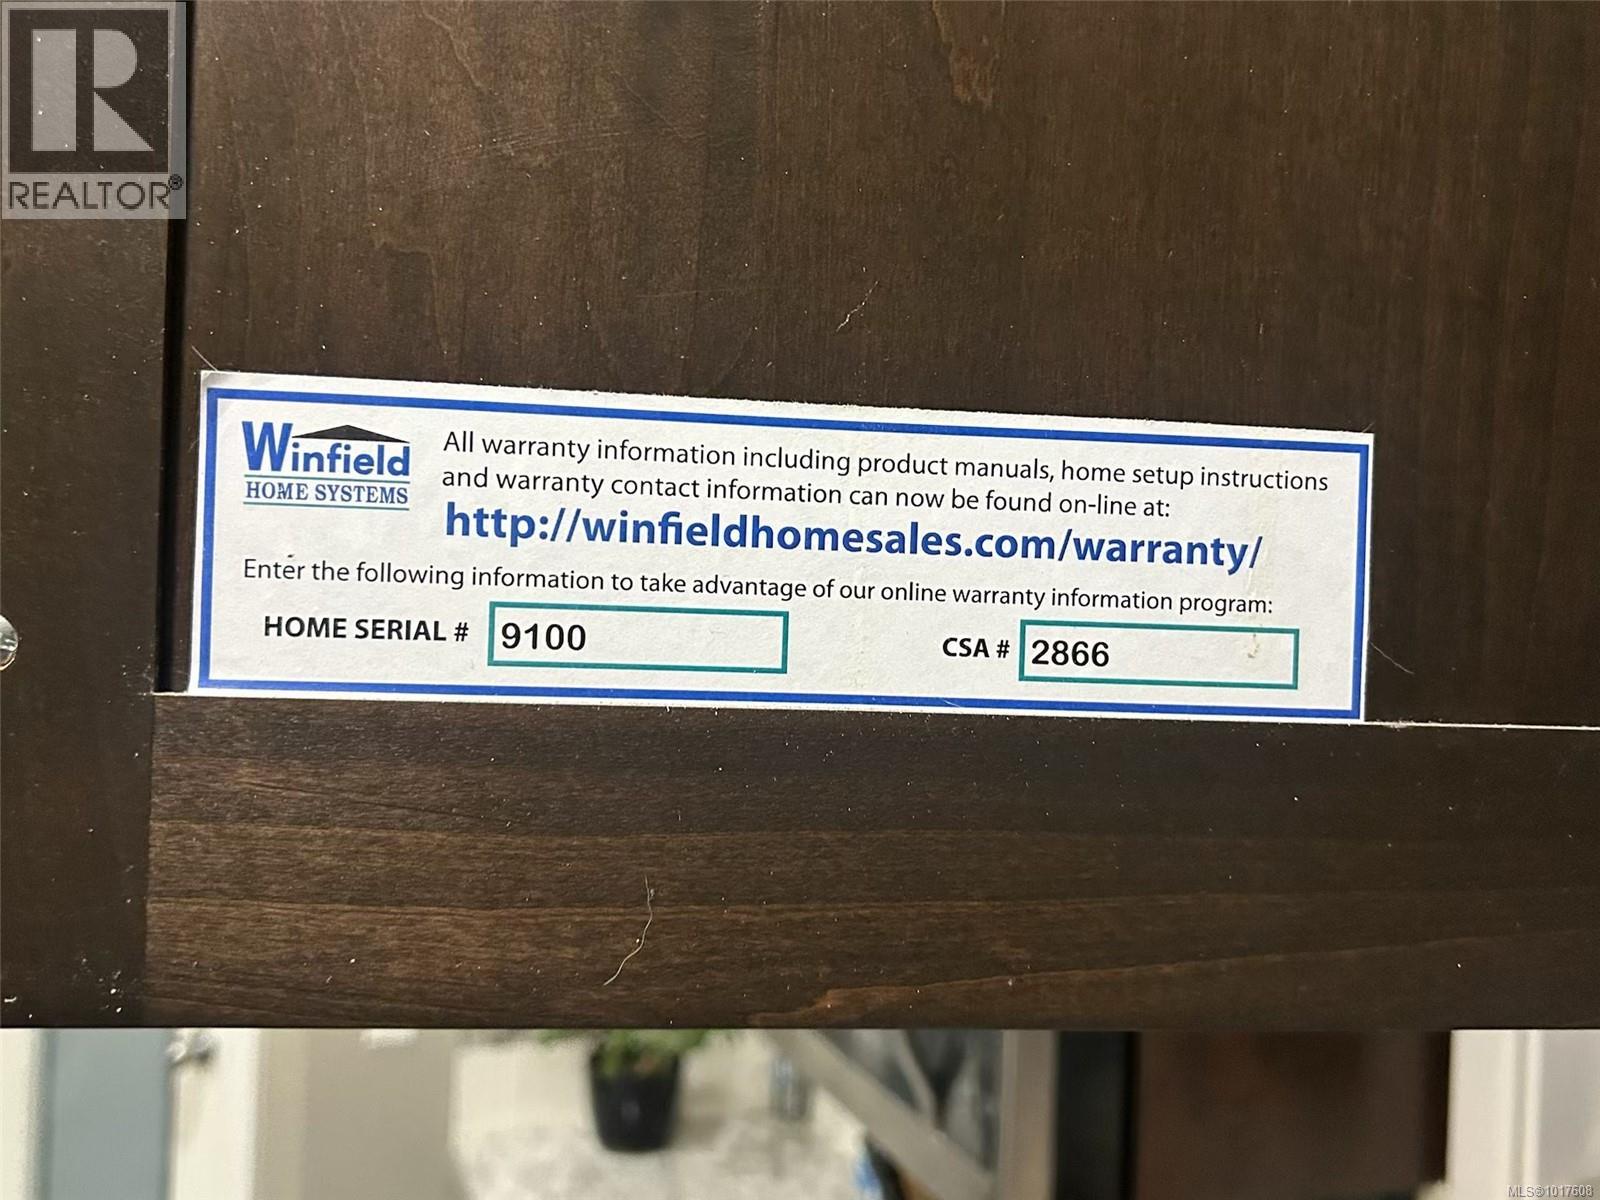 R
REALTOR®
Winfield
HOME SYSTEMS
All warranty information including product manuals, home setup instructions
and warranty contact information can now be found on-line at:
http://winfieldhomesales.com/warranty/
Enter the following information to take advantage of our online warranty information program:
HOME SERIAL # 9100
CSA # 2866
MLS®1017608